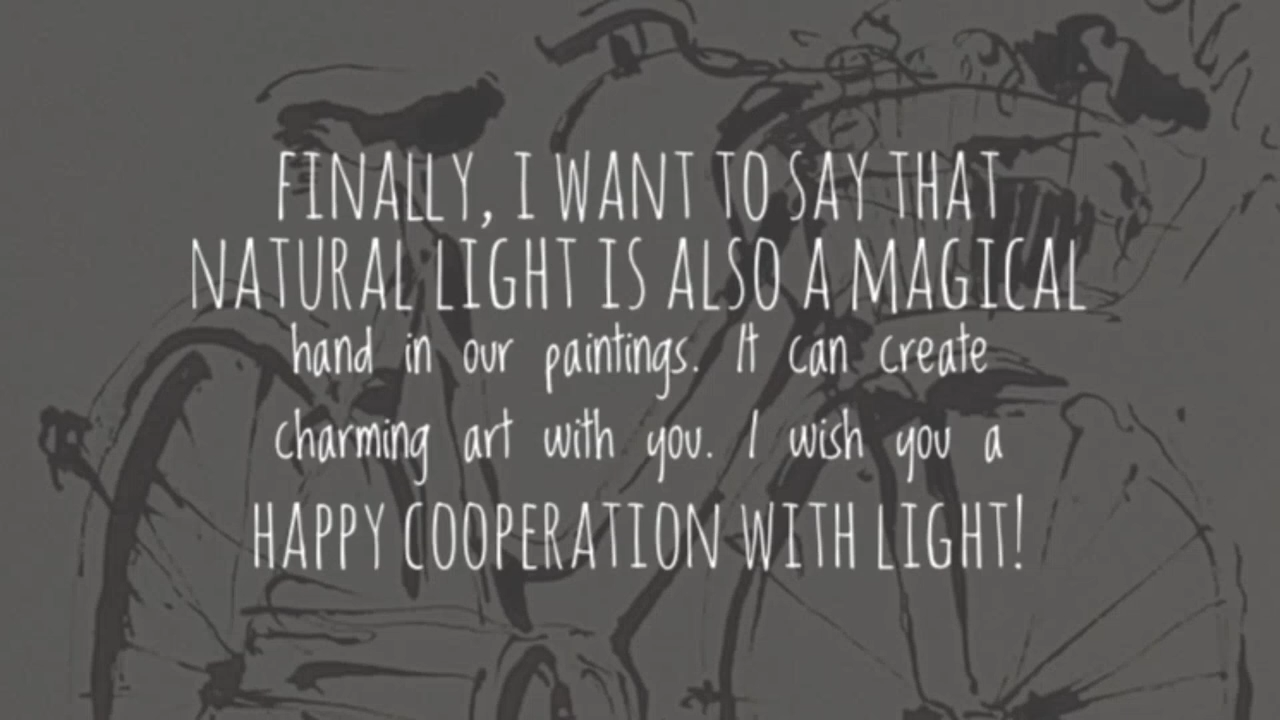 FINALLY, I WANT TO SAY THAT
NATURAL LIGHT IS ALSO A MAGICAL
hand in our paintings. It can create
charming art with you. I wish you a
HAPPY COOPERATION WITH LIGHT!